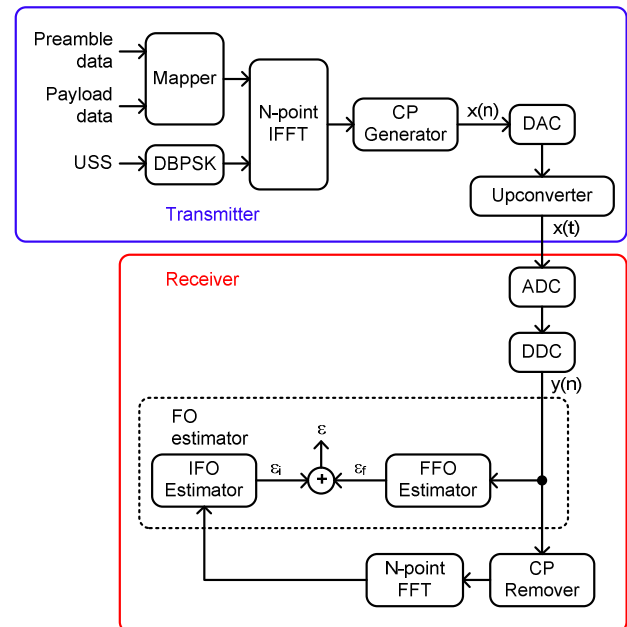 Preamble
data
Payload
data
USS
Mapper
DBPSK
N-point
IFFT
CP
Generator
x(n)
DAC
Upconverter
Transmitter
x(t)
Receiver
ADC
DDC
y(n)
FO
estimator
ε
IFO
Estimator
εi
+
εf
FFO
Estimator
N-point
FFT
CP
Remover